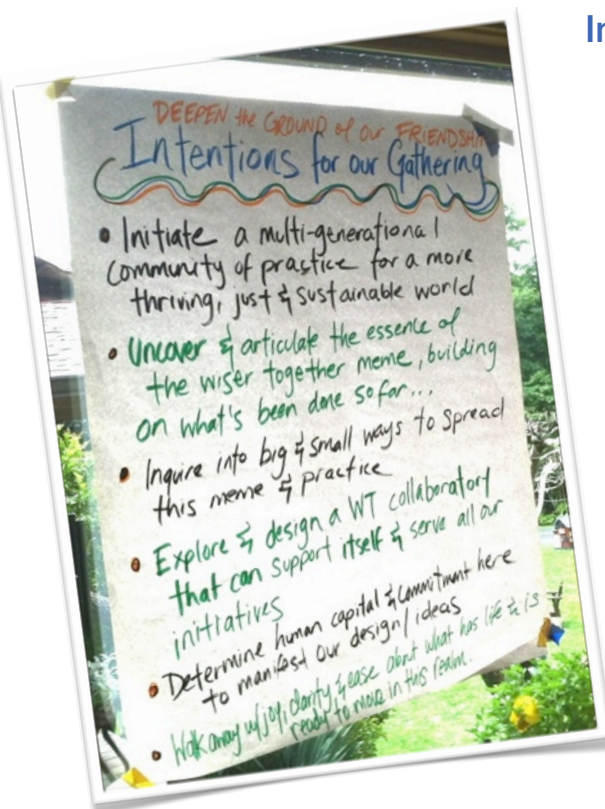 In
DEEPEN the GROUND of our FRIENDSHIP
Intentions for our Gathering
• Initiate a multi-generational
community of practice for a more
thriving, just & sustainable world
• Uncover & articulate the essence of
the wiser together meme, building
on what's been done so far...
• Inquire into big & small ways to spread
this meme & practice
• Explore & design a WT collaboratory
that can support itself & serve all our
initiatives
• Determine human capital & commitment here
to manifest our design/ideas
• Walk away w/joy, clarity & ease about what has life & is
ready to move in this realm.